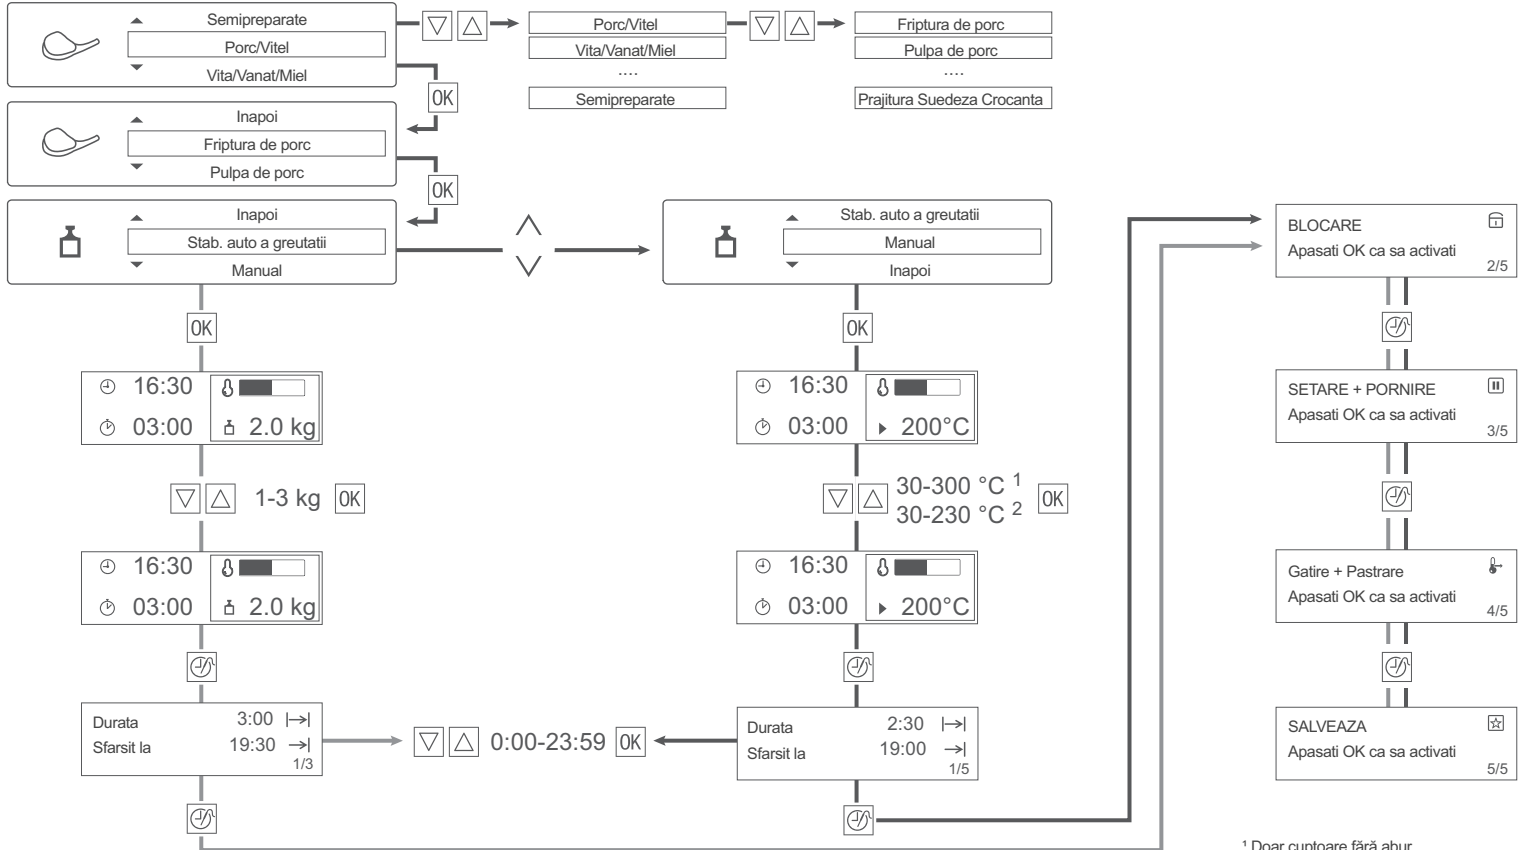 Semipreparate
Porc/Vitel
Vita/Vanat/Miel
OK
Porc/Vitel
Vita/Vanat/Miel
....
Semipreparate
Friptura de porc
Pulpa de porc
....
Prajitura Suedeza Crocanta
Inapoi
Friptura de porc
Pulpa de porc
OK
Inapoi
Stab. auto a greutatii
Manual
Stab. auto a greutatii
Manual
Inapoi
OK
16:30
03:00
2.0 kg
1-3 kg OK
16:30
03:00
2.0 kg
Durata 3:00
Sfarsit la 19:30
1/3
0:00-23:59 OK
OK
16:30
03:00
200°C
30-300 °C 1
30-230 °C 2
OK
16:30
03:00
200°C
Durata 2:30
Sfarsit la 19:00
1/5
BLOCARE
Apasati OK ca sa activati
2/5
SETARE + PORNIRE
Apasati OK ca sa activati
3/5
Gatire + Pastrare
Apasati OK ca sa activati
4/5
SALVEAZA
Apasati OK ca sa activati
5/5
1 Doar cuptoare fără abur